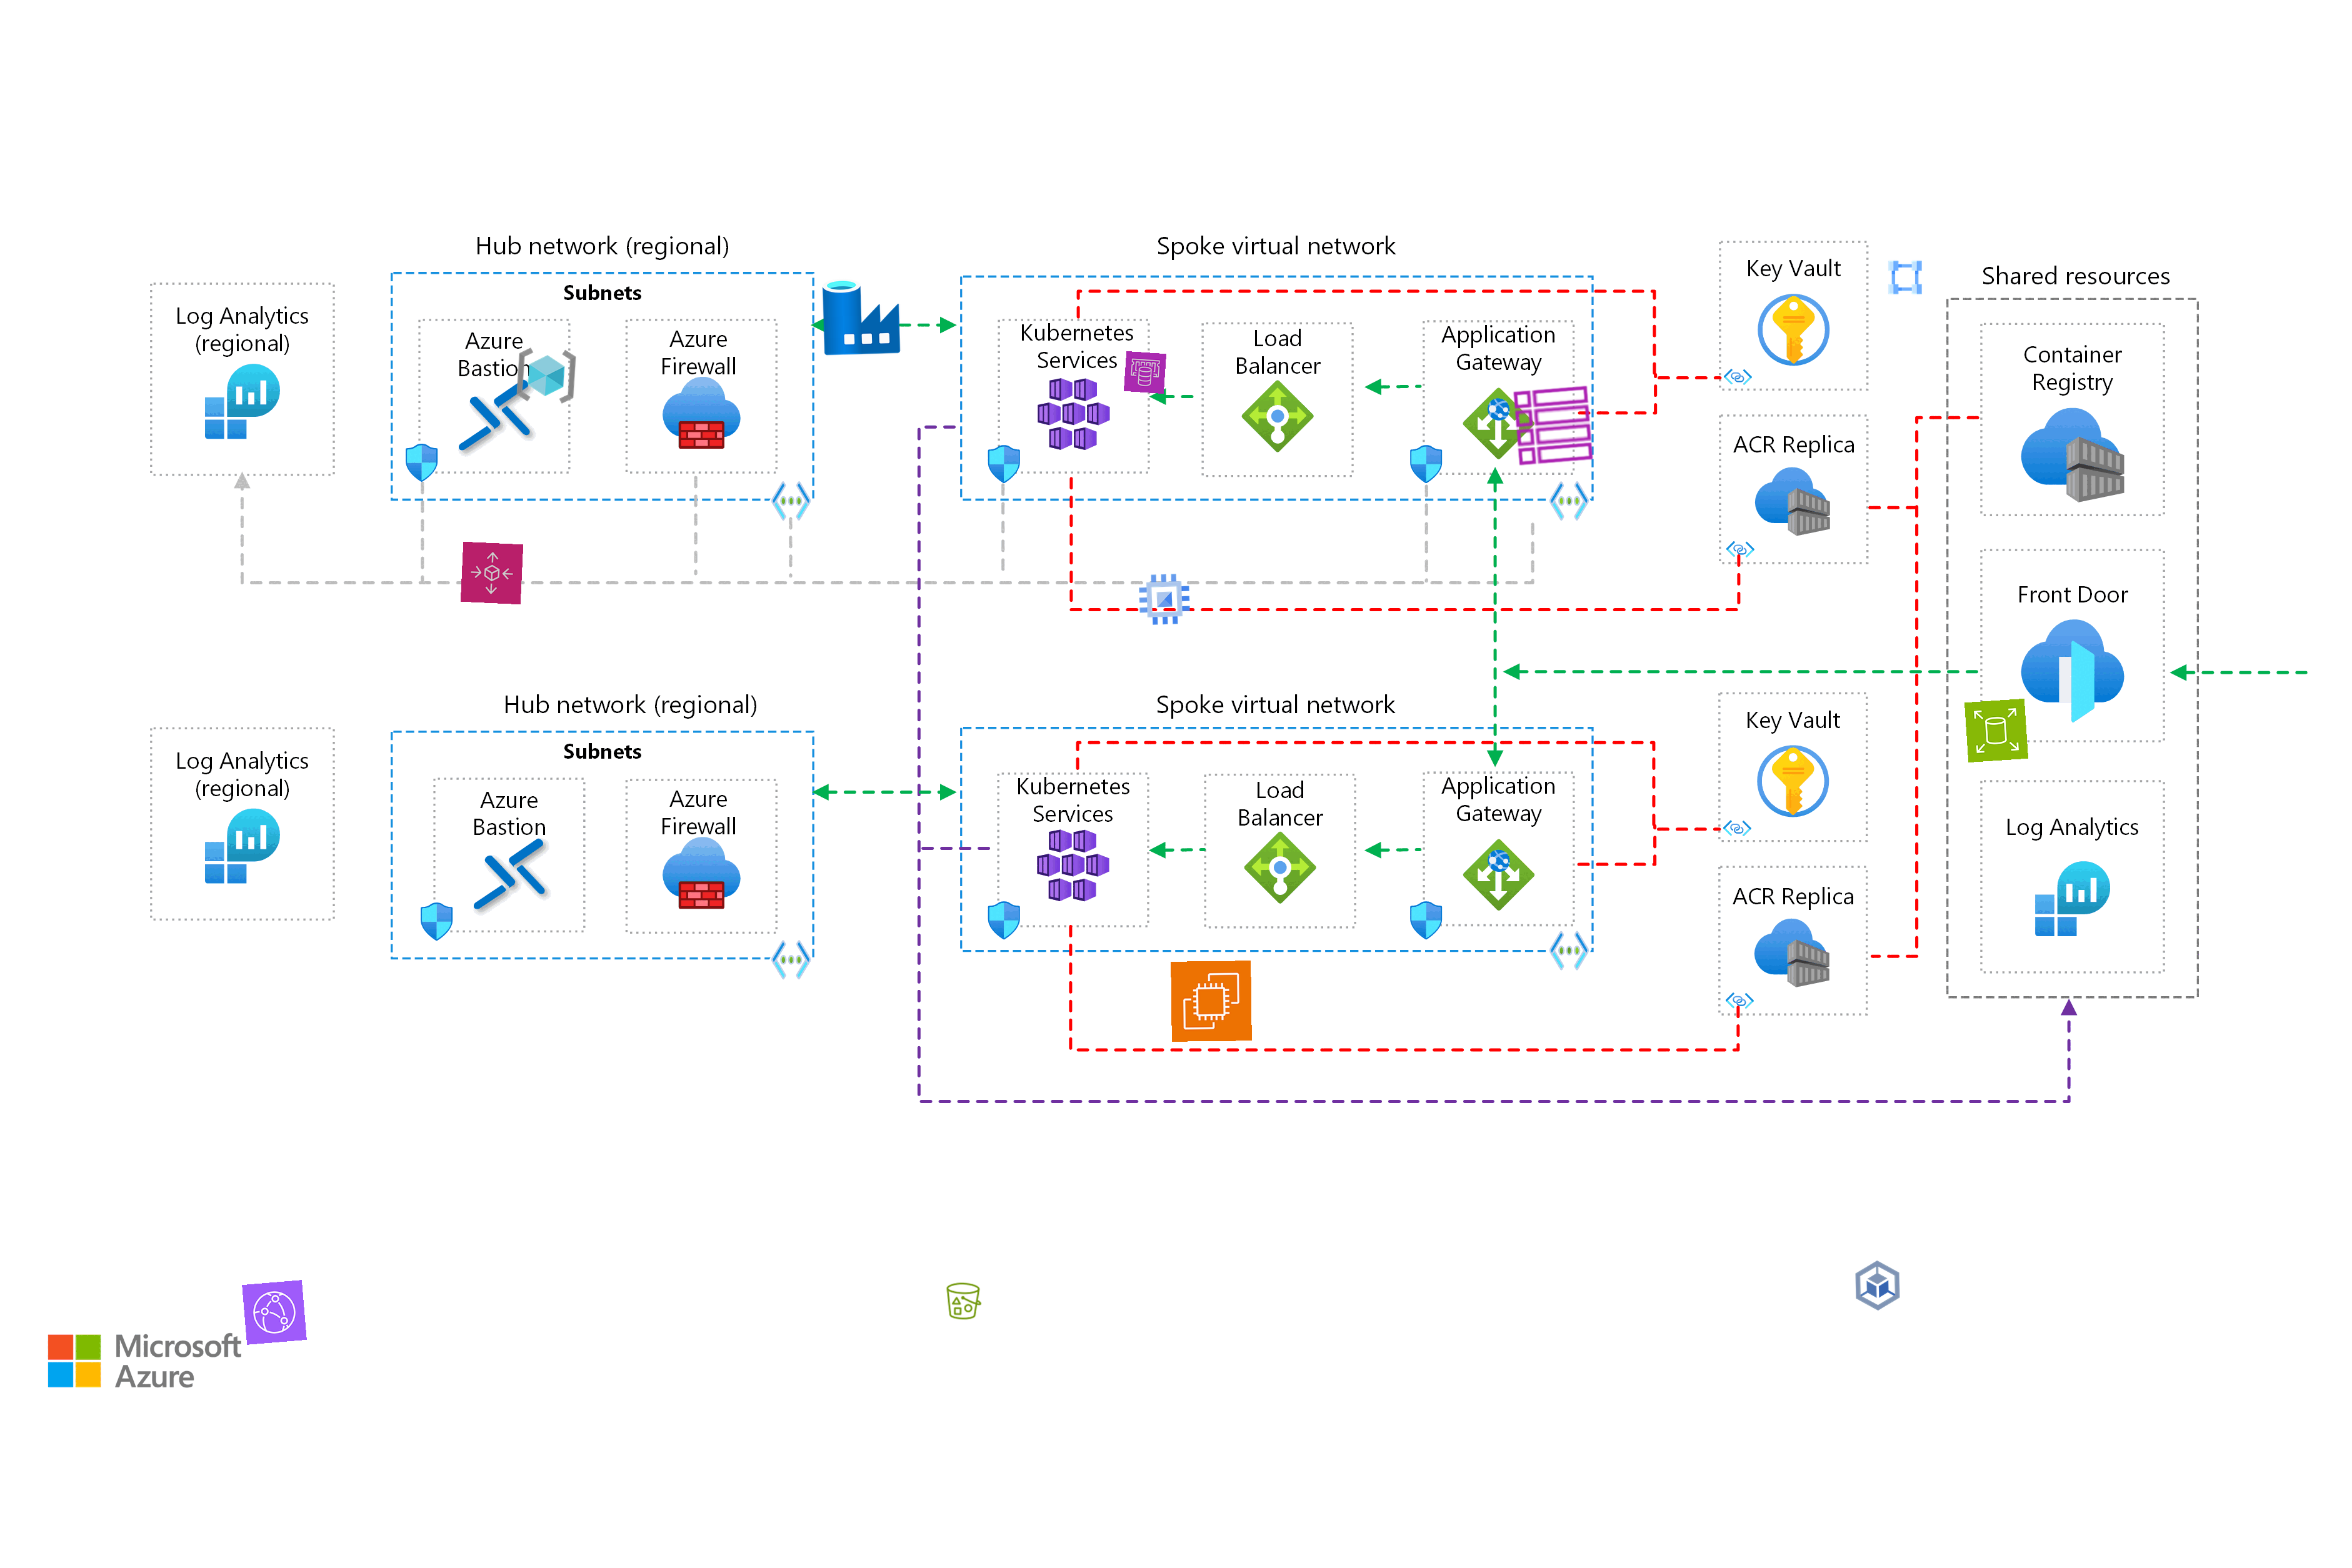 Hub network (regional)
Spoke virtual network
Key Vault
Shared resources
Subnets
Log Analytics
(regional)
Azure
Bastion
Azure
Firewall
Kubernetes
Services
Load
Balancer
Application
Gateway
Container
Registry
ACR Replica
Front Door
Hub network (regional)
Spoke virtual network
Key Vault
Subnets
Log Analytics
(regional)
Azure
Bastion
Azure
Firewall
Kubernetes
Services
Load
Balancer
Application
Gateway
Log Analytics
ACR Replica
Microsoft
Azure